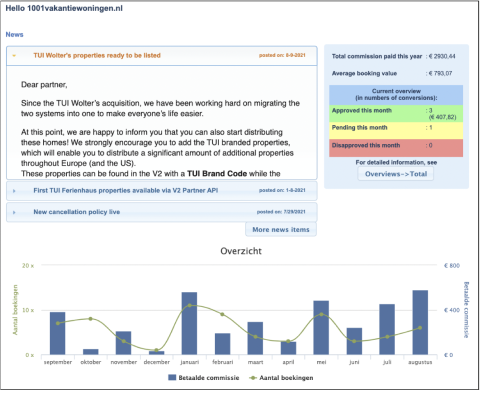 Hello 1001vakantiewoningen.nl
News
TUI Wolter's properties ready to be listed posted on: 8-9-2021
Dear partner,
Since the TUI Wolter's acquisition, we have been working hard on migrating the
two systems into one to make everyone's life easier.
At this point, we are happy to inform you that you can also start distributing
these homes! We strongly encourage you to add the TUI branded properties,
which will enable you to distribute a significant amount of additional properties
throughout Europe (and the US).
These properties can be found in the V2 with a TUI Brand Code while the
First TUI Ferienhaus properties available via V2 Partner API posted on: 1-8-2021
New cancellation policy live posted on: 7/29/2021
More news items
Total commission paid this year : € 2930,44
Average booking value : € 793,07
Current overview
(in numbers of conversions):
Approved this month : 3
(€ 407,82)
Pending this month : 1
Disapproved this month : 0
For detailed information, see
Overviews->Total
Overzicht
20 x € 800
10 x € 400
0 x € 0
Aantal boekingen
Betaalde commissie
september oktober november december januari februari maart april mei juni juli augustus
Betaalde commissie Aantal boekingen